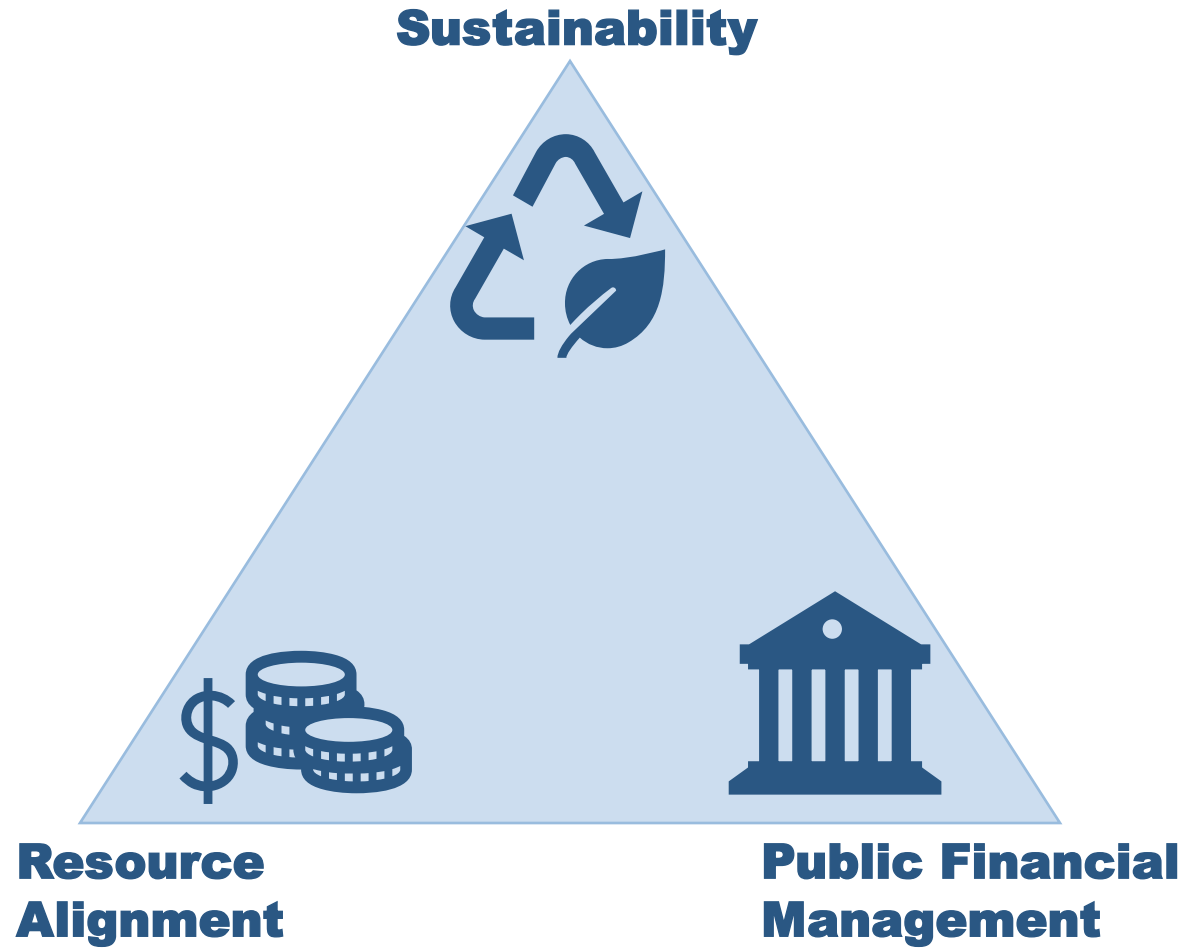 Sustainability
$
Resource
Alignment
Public Financial
Management